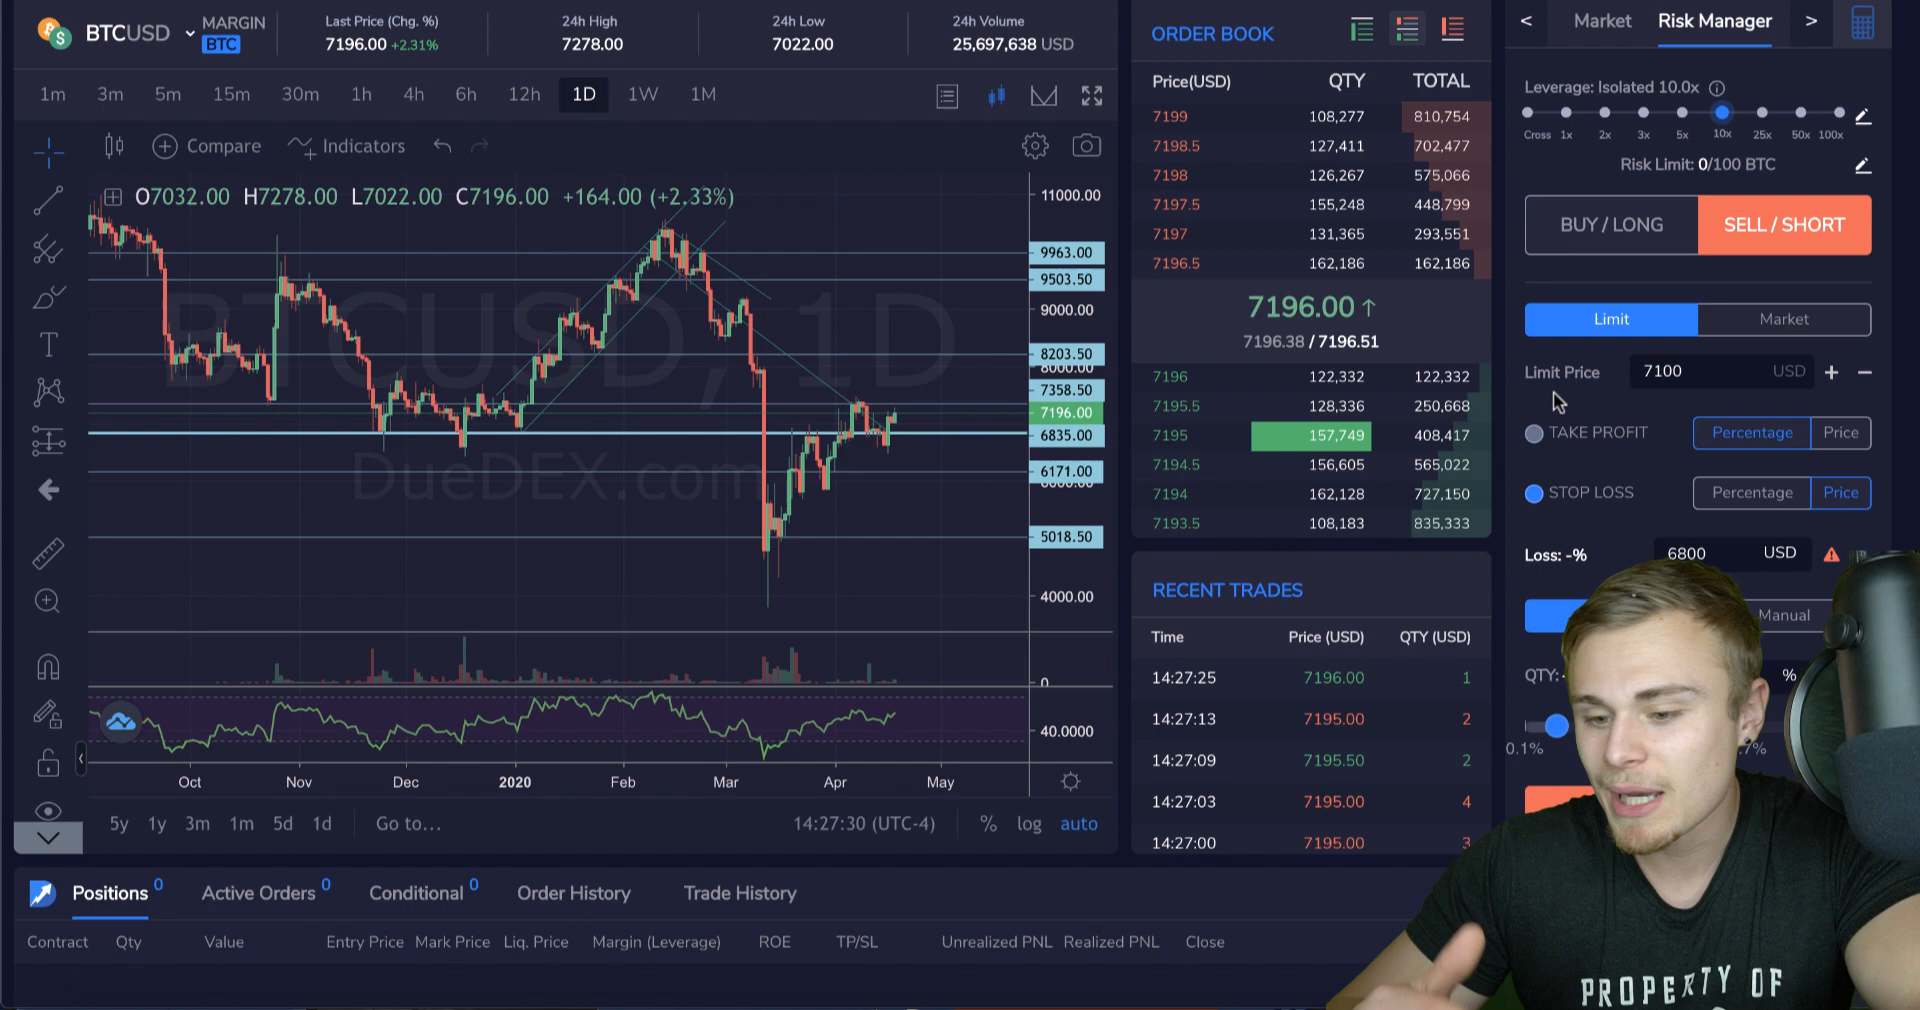 BTCUSD
MARGIN
BTC
Last Price (Chg. %)
7196.00 +2.31%
24h High
7278.00
24h Low
7022.00
24h Volume
25,697,638 USD
1m 3m 5m 15m 30m 1h 4h 6h 12h 1D 1W 1M
Compare Indicators
O7032.00 H7278.00 L7022.00 C7196.00 +164.00 (+2.33%)
BTCUSD, 1D
DueDEX.com
11000.00
9963.00
9503.50
9000.00
8203.50
8000.00
7358.50
7196.00
6835.00
6171.00
6000.00
5018.50
4000.00
0
40.0000
Oct Nov Dec 2020 Feb Mar Apr May
5y 1y 3m 1m 5d 1d Go to... 14:27:30 (UTC-4) % log auto
ORDER BOOK
Price(USD) QTY TOTAL
7199 108,277 810,754
7198.5 127,411 702,477
7198 126,267 575,066
7197.5 155,248 448,799
7197 131,365 293,551
7196.5 162,186 162,186
7196.00 ↑
7196.38 / 7196.51
7196 122,332 122,332
7195.5 128,336 250,668
7195 157,749 408,417
7194.5 156,605 565,022
7194 162,128 727,150
7193.5 108,183 835,333
RECENT TRADES
Time Price (USD) QTY (USD)
14:27:25 7196.00 1
14:27:13 7195.00 2
14:27:09 7195.50 2
14:27:03 7195.00 4
14:27:00 7195.00 3
< Market Risk Manager >
Leverage: Isolated 10.0x
Cross 1x 2x 3x 5x 10x 25x 50x 100x
Risk Limit: 0/100 BTC
BUY / LONG SELL / SHORT
Limit Market
Limit Price 7100 USD + −
TAKE PROFIT Percentage Price
STOP LOSS Percentage Price
Loss: -% 6800 USD
Manual
QTY: - %
0.1%
Positions 0 Active Orders 0 Conditional 0 Order History Trade History
Contract Qty Value Entry Price Mark Price Liq. Price Margin (Leverage) ROE TP/SL Unrealized PNL Realized PNL Close
PROPERTY OF